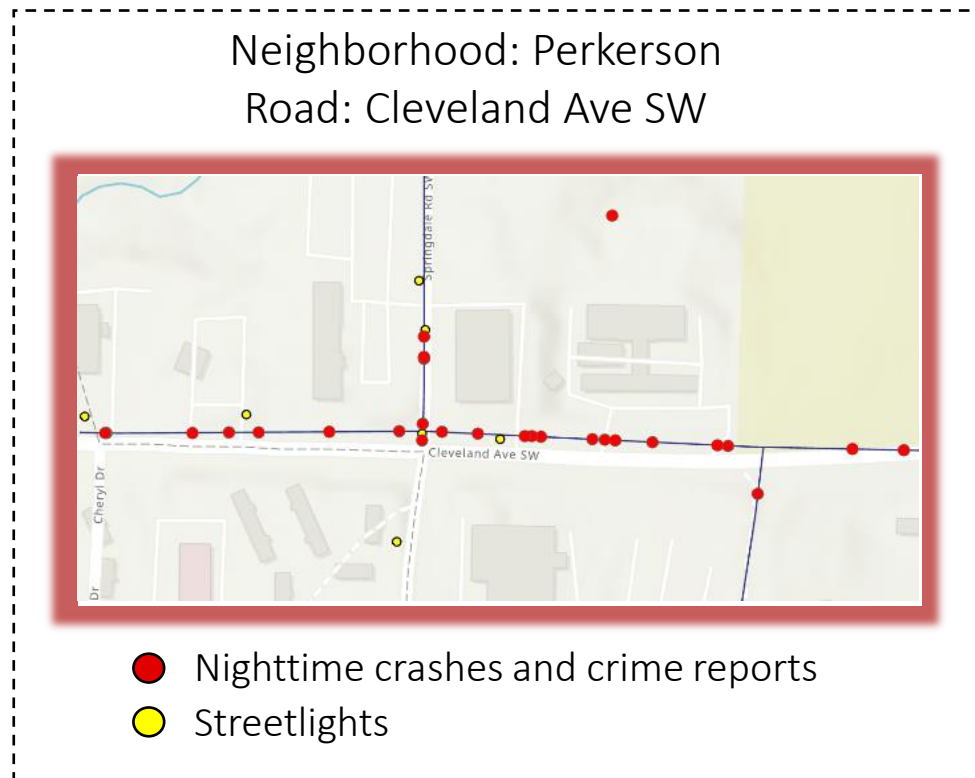 Neighborhood: Perkerson
Road: Cleveland Ave SW
Springdale Rd SW
Cleveland Ave SW
Cheryl Dr
Dr
Nighttime crashes and crime reports
Streetlights